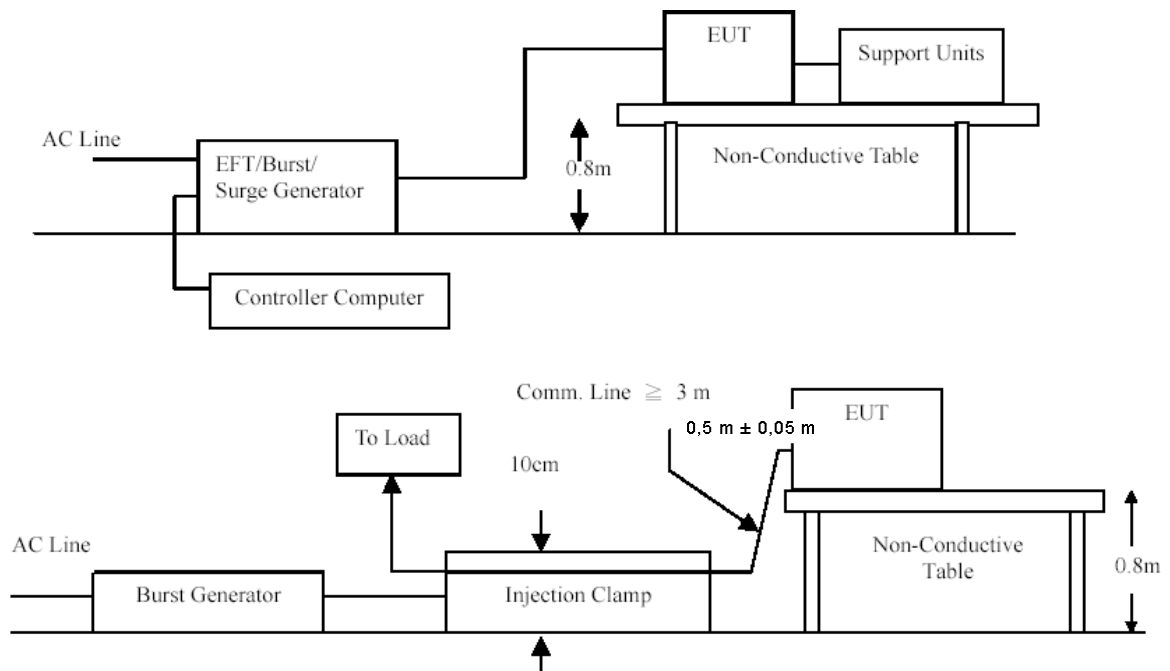 EUT
Support Units
AC Line
EFT/Burst/
Surge Generator
0.8m
Non-Conductive Table
Controller Computer
Comm. Line ≧ 3 m
0,5 m ± 0,05 m
EUT
To Load
10cm
AC Line
Burst Generator
Injection Clamp
Non-Conductive
Table
0.8m